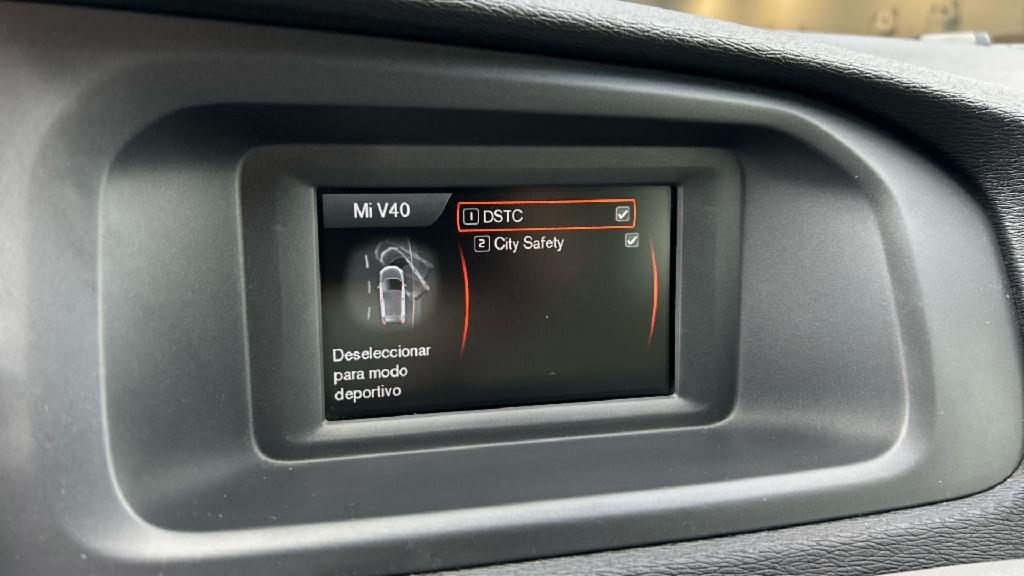 Mi V40
1 DSTC
2 City Safety
Deseleccionar
para modo
deportivo